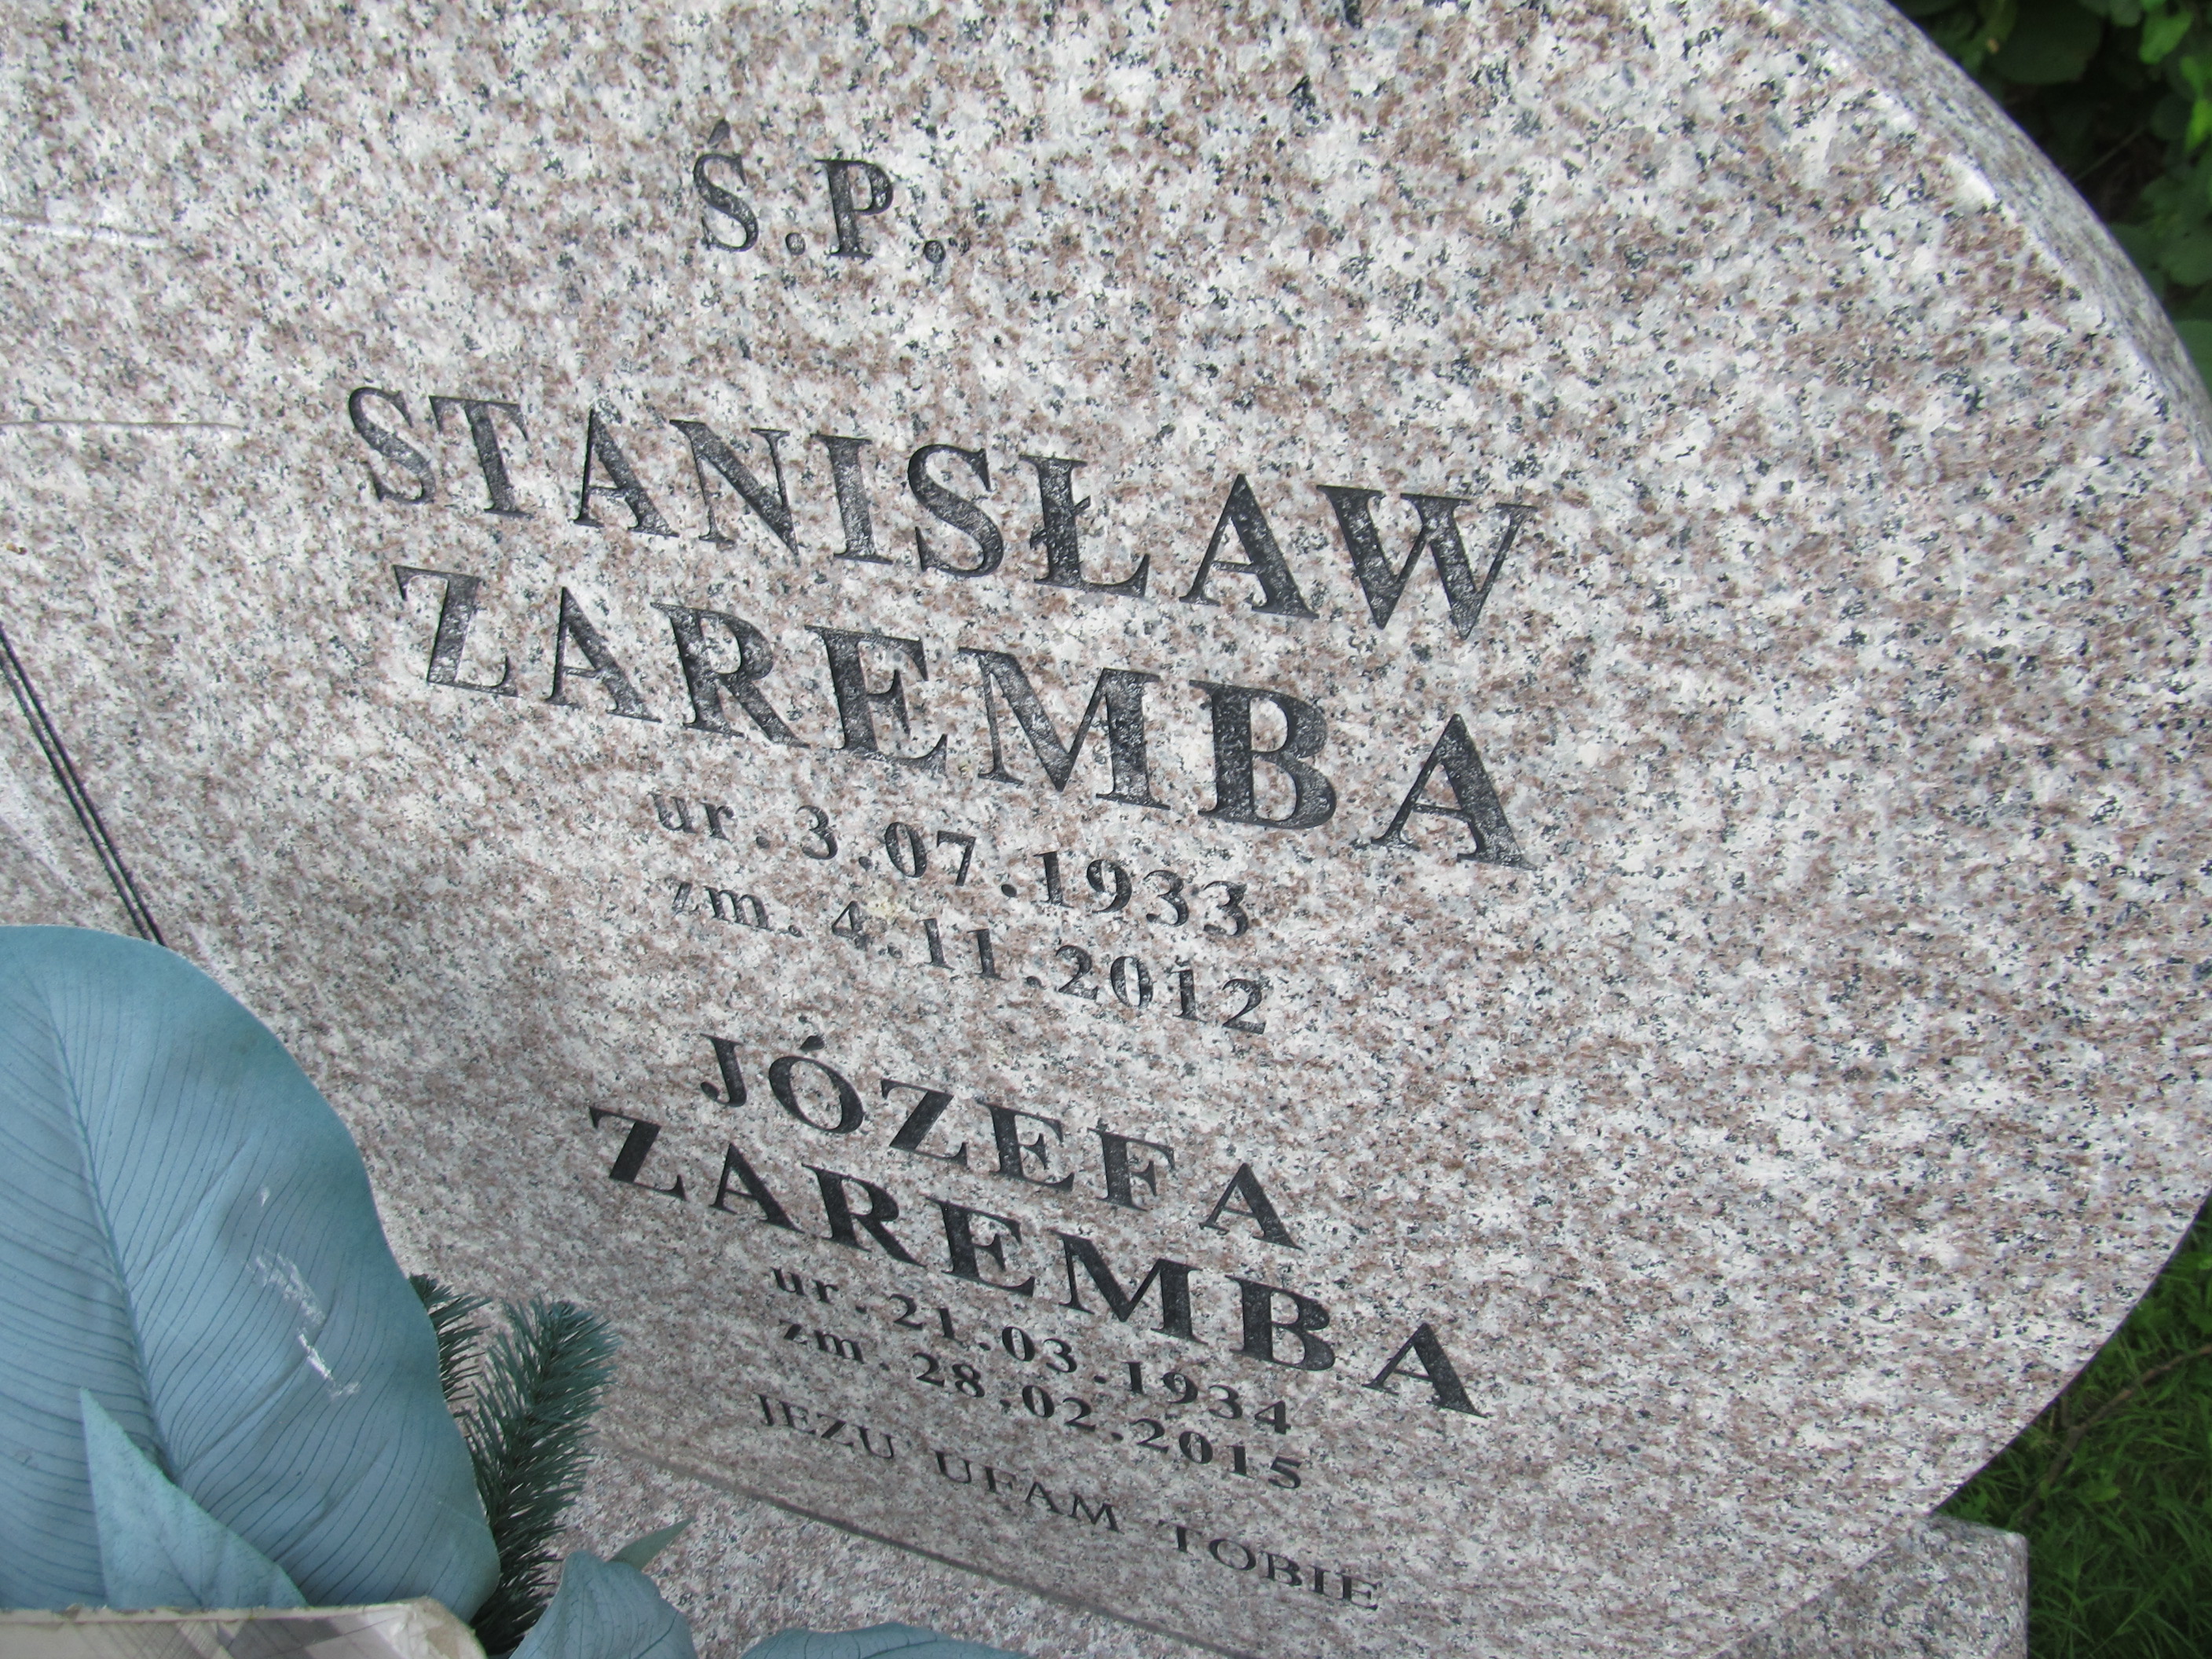 Ś.P.
STANISŁAW
ZAREMBA
ur. 3.07.1933
zm. 4.11.2012
JÓZEFA
ZAREMBA
ur. 21.03.1934
zm. 28.02.2015
JEZU UFAM TOBIE